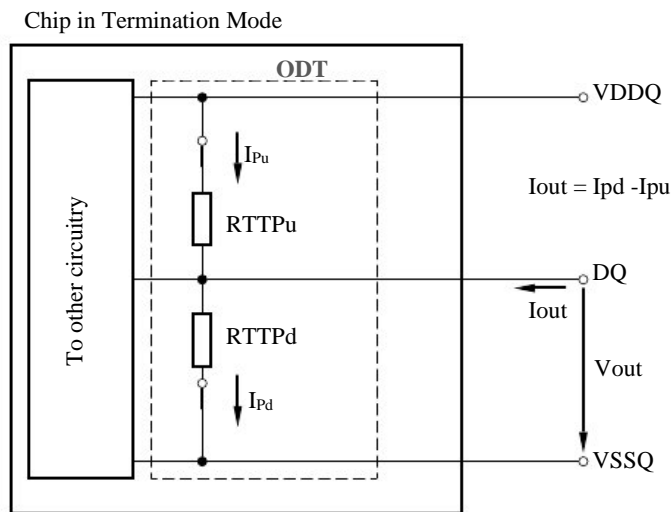 Chip in Termination Mode
ODT
VDDQ
IPu
Iout = Ipd -Ipu
RTTPu
To other circuitry
DQ
Iout
RTTPd
Vout
IPd
VSSQ